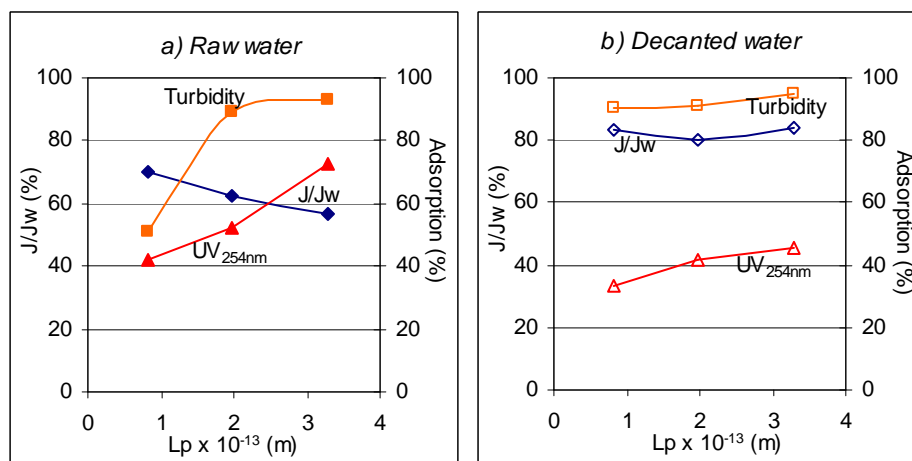 a) Raw water
100
80
60
40
20
0
J/Jw (%)
Turbidity
J/Jw
UV254nm
100
80
60
40
20
0
Adsorption (%)
0 1 2 3 4
Lp x 10-13 (m)
b) Decanted water
100
80
60
40
20
0
J/Jw (%)
Turbidity
J/Jw
UV254nm
100
80
60
40
20
0
Adsorption (%)
0 1 2 3 4
Lp x 10-13 (m)